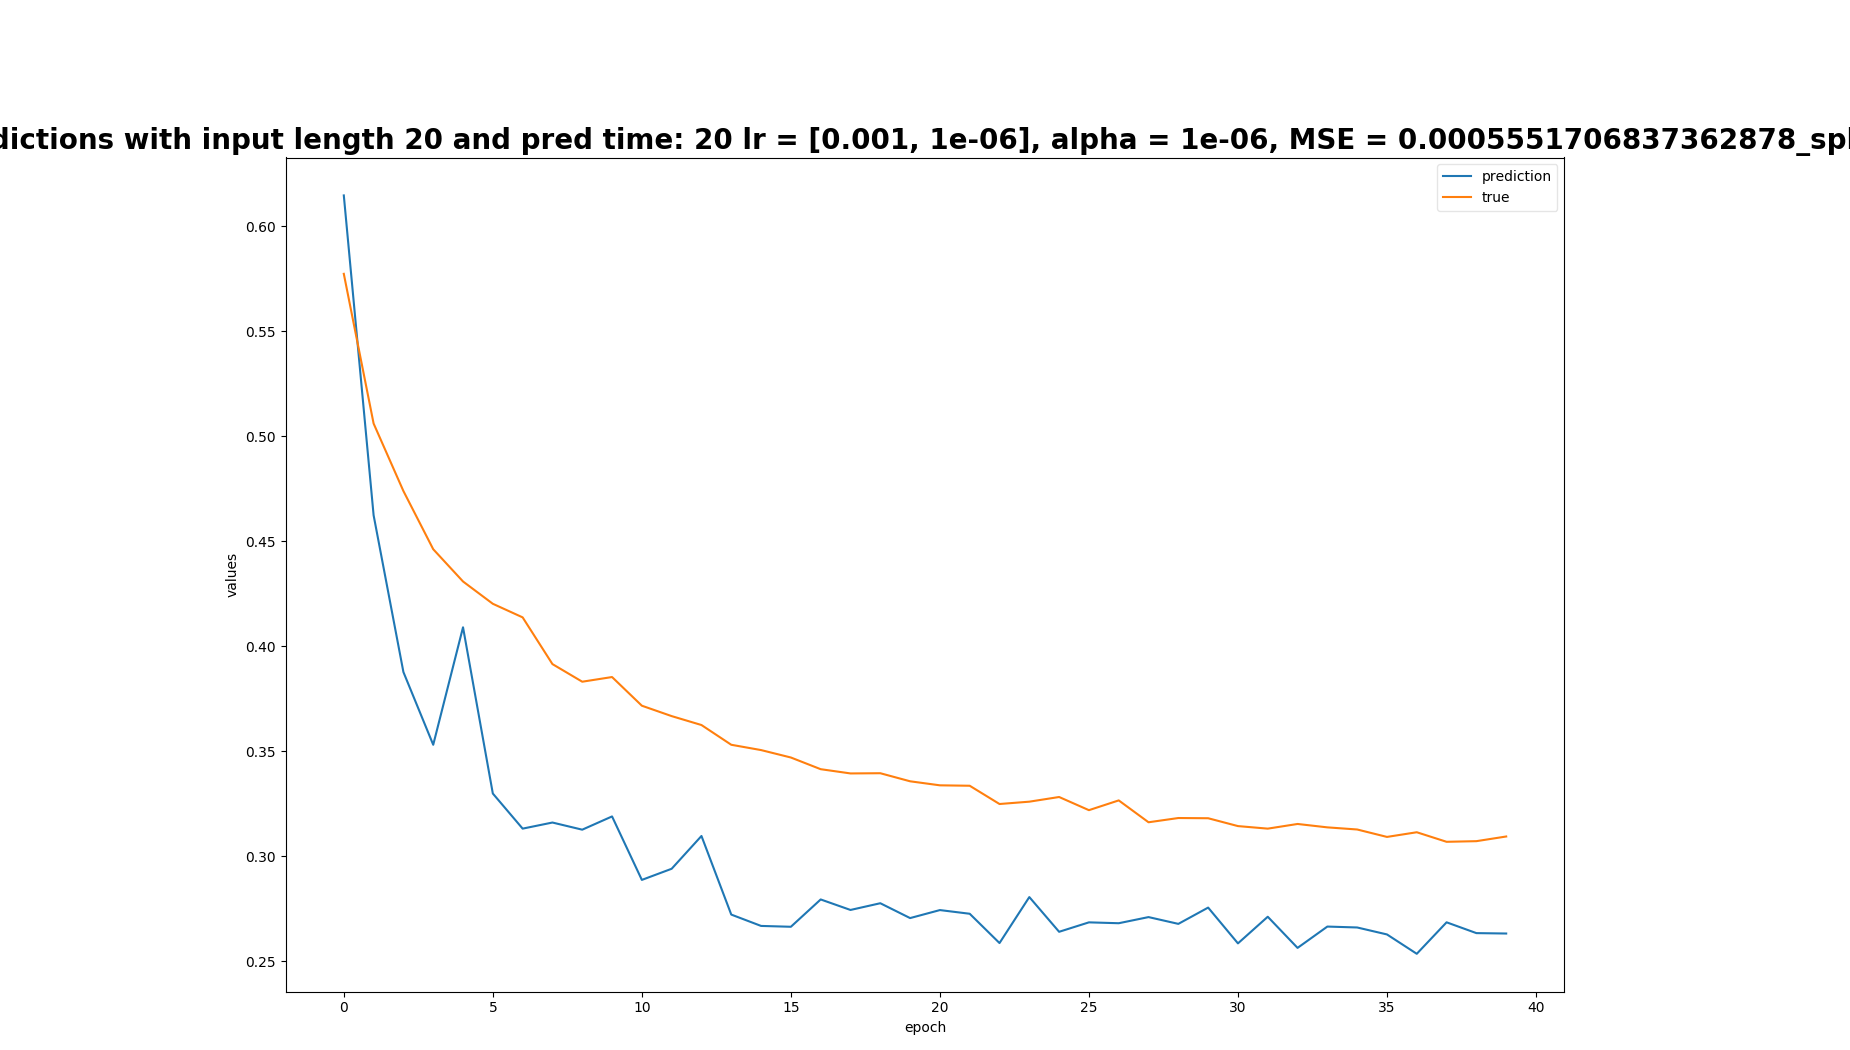 dictions with input length 20 and pred time: 20 lr = [0.001, 1e-06], alpha = 1e-06, MSE = 0.0005551706837362878_spl
prediction
true
0.60
0.55
0.50
0.45
0.40
0.35
0.30
0.25
values
0 5 10 15 20 25 30 35 40
epoch